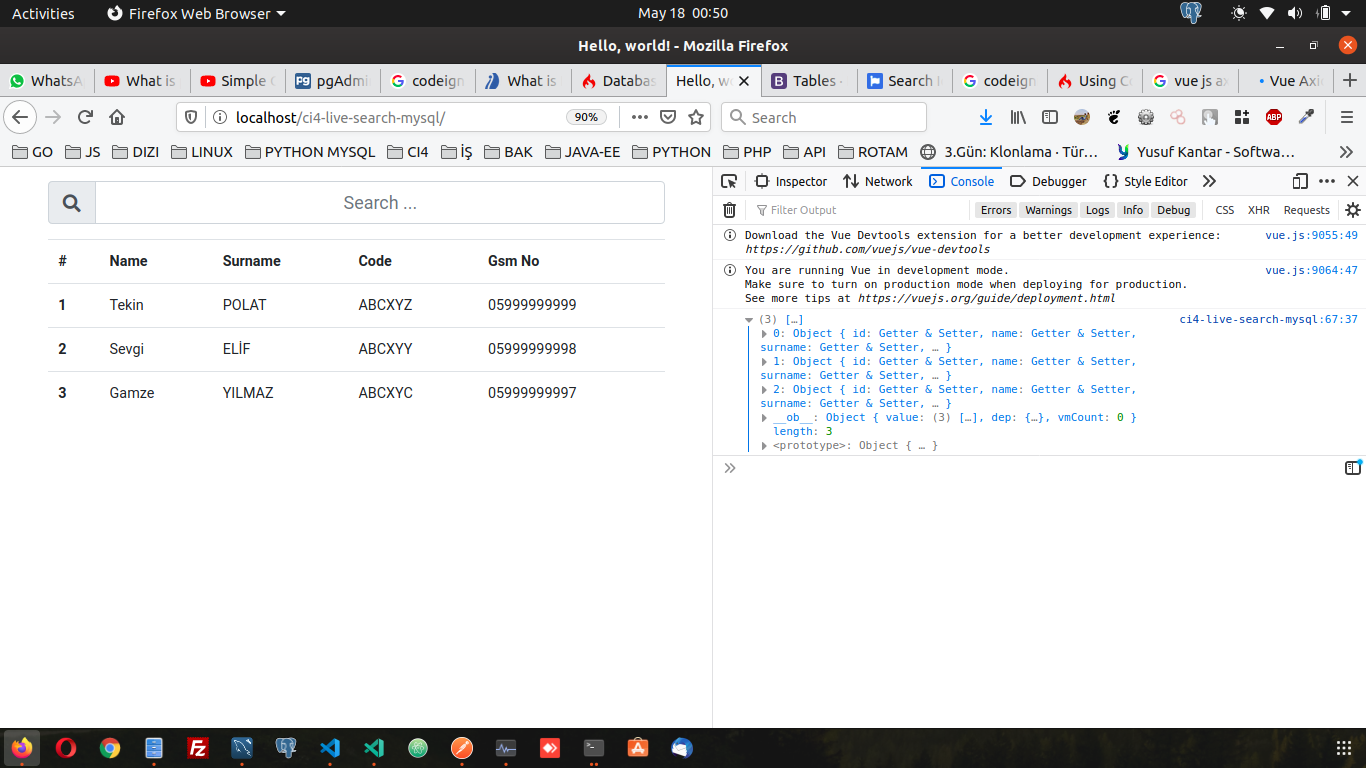 Activities Firefox Web Browser May 18 00:50
Hello, world! - Mozilla Firefox
WhatsA What is Simple C pgAdmi codeign What is Databas Hello, wo Tables - Search I codeign Using Co vue js ax Vue Axio
localhost/ci4-live-search-mysql/ 90% Search ABP
GO JS DIZI LINUX PYTHON MYSQL CI4 İŞ BAK JAVA-EE PYTHON PHP API ROTAM 3.Gün: Klonlama · Tür… Yusuf Kantar - Softwa…
Search ...
# Name Surname Code Gsm No
1 Tekin POLAT ABCXYZ 05999999999
2 Sevgi ELİF ABCXYY 05999999998
3 Gamze YILMAZ ABCXYC 05999999997
Inspector Network Console Debugger Style Editor
Filter Output Errors Warnings Logs Info Debug CSS XHR Requests
Download the Vue Devtools extension for a better development experience: vue.js:9055:49
https://github.com/vuejs/vue-devtools
You are running Vue in development mode. vue.js:9064:47
Make sure to turn on production mode when deploying for production.
See more tips at https://vuejs.org/guide/deployment.html
(3) […] ci4-live-search-mysql:67:37
0: Object { id: Getter & Setter, name: Getter & Setter,
surname: Getter & Setter, … }
1: Object { id: Getter & Setter, name: Getter & Setter,
surname: Getter & Setter, … }
2: Object { id: Getter & Setter, name: Getter & Setter,
surname: Getter & Setter, … }
__ob__: Object { value: (3) […], dep: {…}, vmCount: 0 }
length: 3
<prototype>: Object { … }